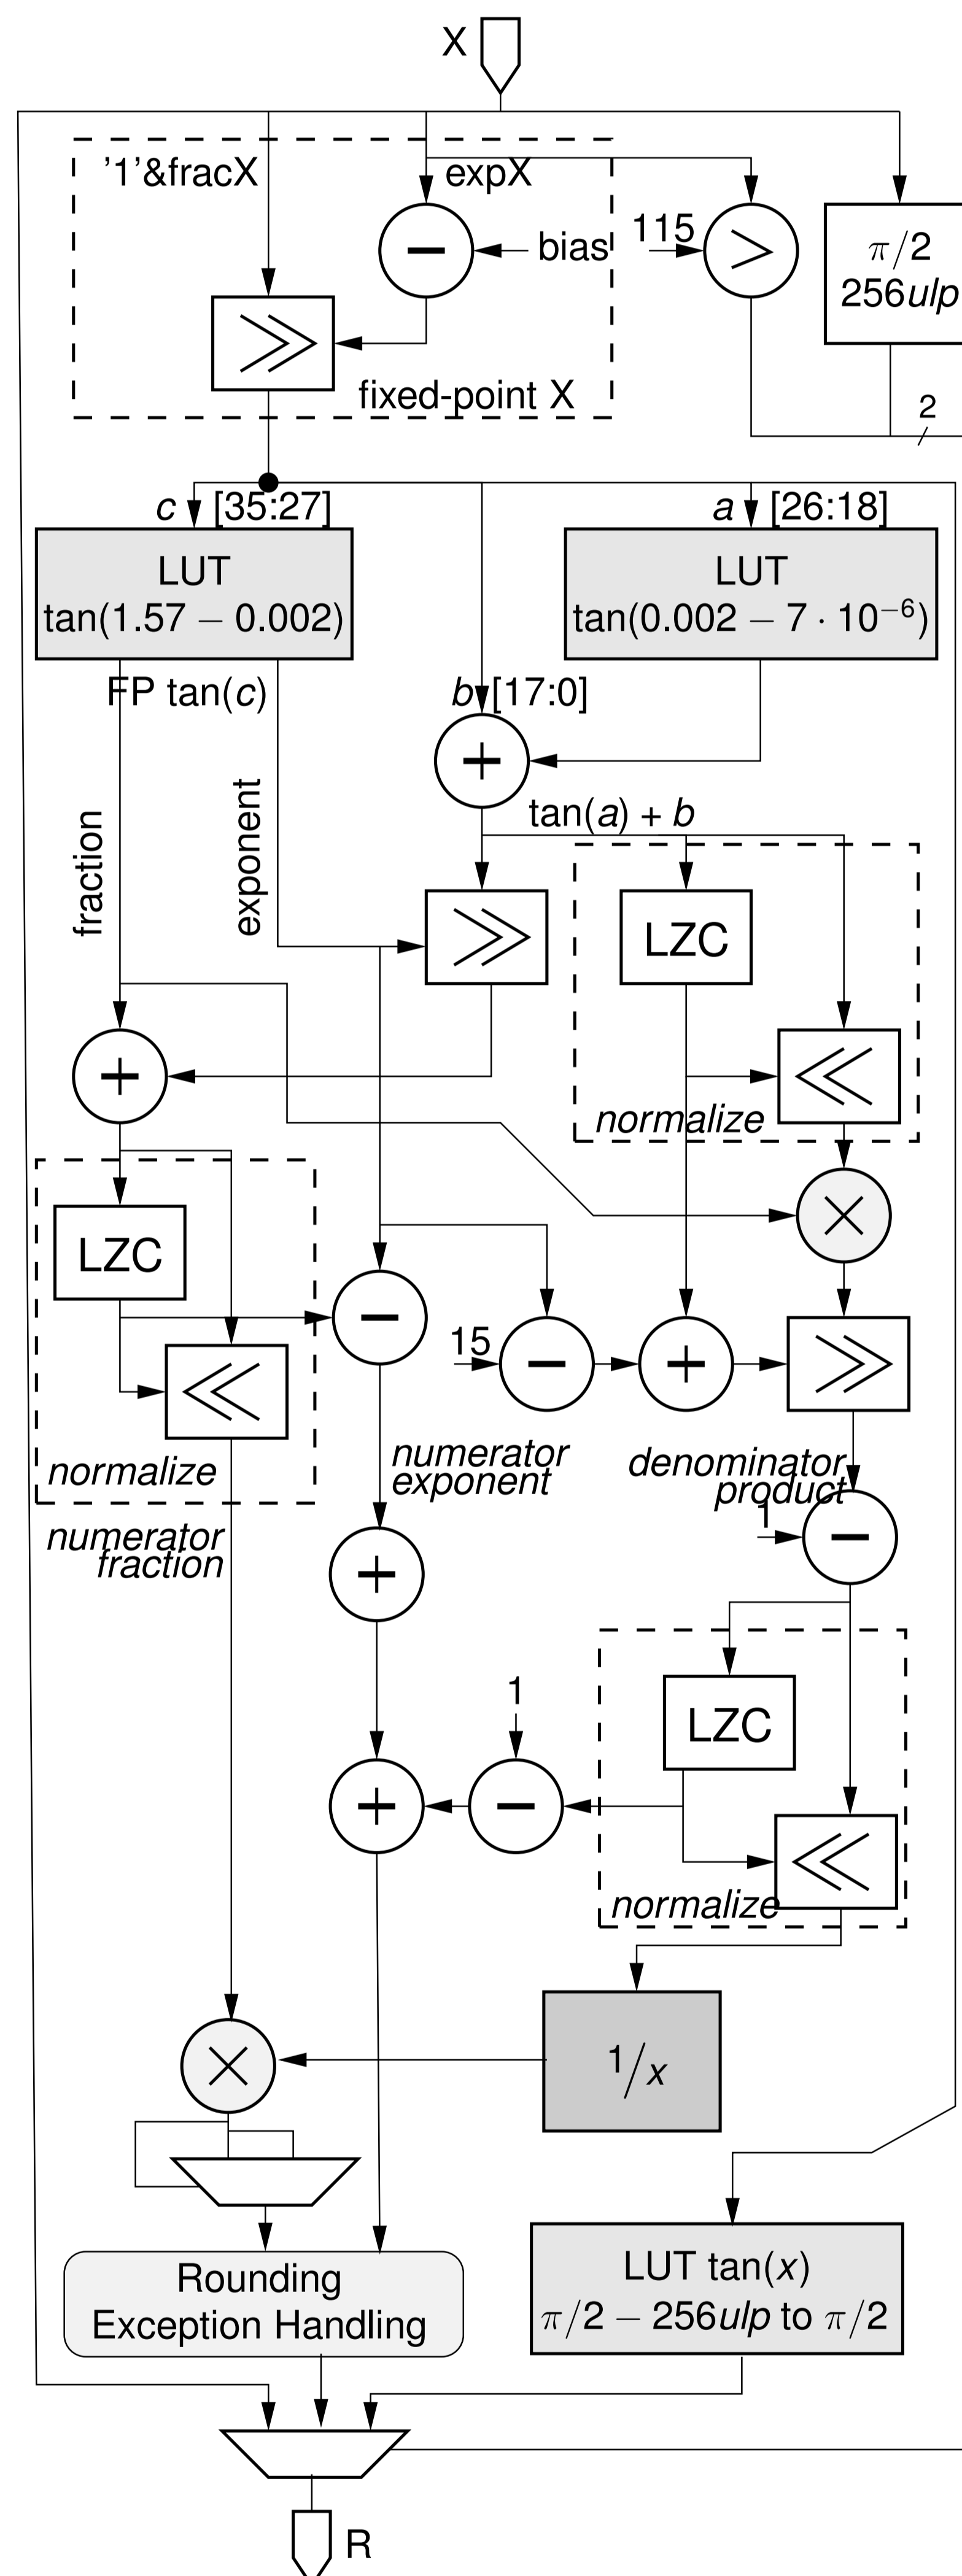 X
'1'&fracX
expX
bias
115
>
π/2
256ulp
fixed-point X
2
c [35:27]
a [26:18]
LUT
tan(1.57 − 0.002)
LUT
tan(0.002 − 7 · 10⁻⁶)
FP tan(c)
b [17:0]
+
tan(a) + b
fraction
exponent
LZC
+
normalize
×
LZC
−
15
−
+
normalize
numerator
exponent
denominator
product
1
−
numerator
fraction
+
LZC
1
+
−
normalize
×
1/x
Rounding
Exception Handling
LUT tan(x)
π/2 − 256ulp to π/2
R